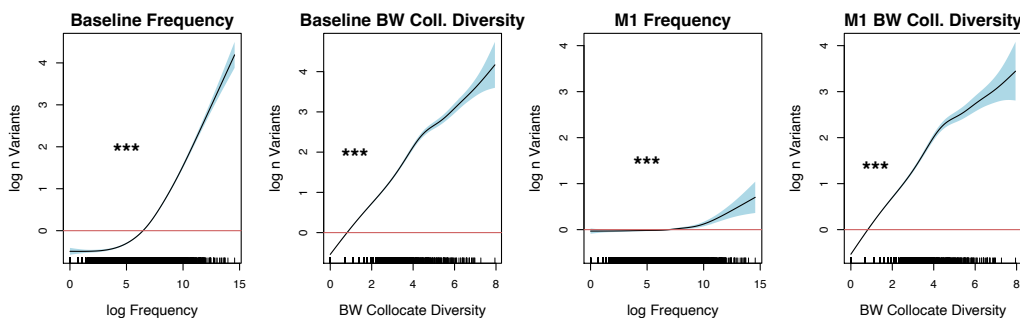 Baseline Frequency
log n Variants
4
3
2
1
0
***
0 5 10 15
log Frequency
Baseline BW Coll. Diversity
log n Variants
4
3
2
1
0
***
0 2 4 6 8
BW Collocate Diversity
M1 Frequency
log n Variants
4
3
2
1
0
***
0 5 10 15
log Frequency
M1 BW Coll. Diversity
log n Variants
4
3
2
1
0
***
0 2 4 6 8
BW Collocate Diversity